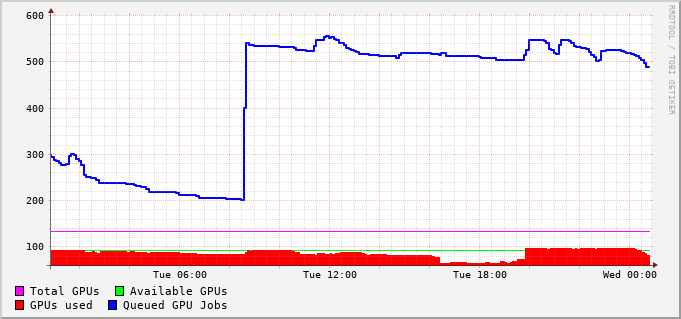 600
500
400
300
200
100
Tue 06:00 Tue 12:00 Tue 18:00 Wed 00:00
Total GPUs Available GPUs
GPUs used Queued GPU Jobs
RRDTOOL / TOBI OETIKER